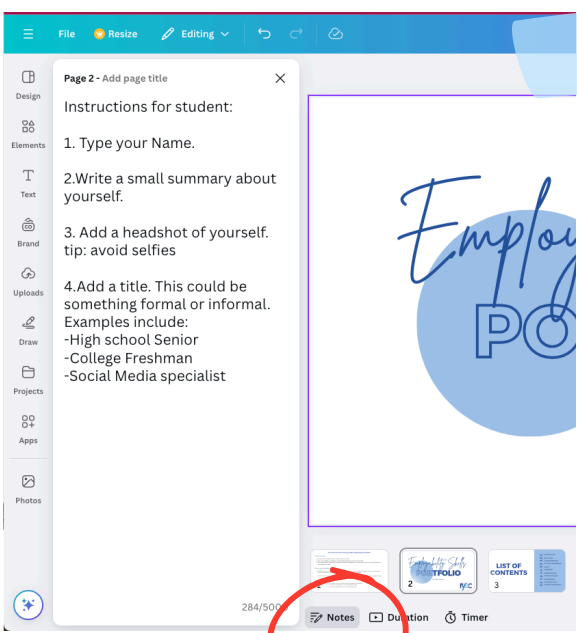 File Resize Editing
Page 2 - Add page title
Instructions for student:
1. Type your Name.
2.Write a small summary about
yourself.
3. Add a headshot of yourself.
tip: avoid selfies
4.Add a title. This could be
something formal or informal.
Examples include:
-High school Senior
-College Freshman
-Social Media specialist
284/5000
Design
Elements
Text
Brand
Uploads
Draw
Projects
Apps
Photos
Employ
PO
Employability Skills
PORTFOLIO
2
LIST OF
CONTENTS
3
Notes Duration Timer